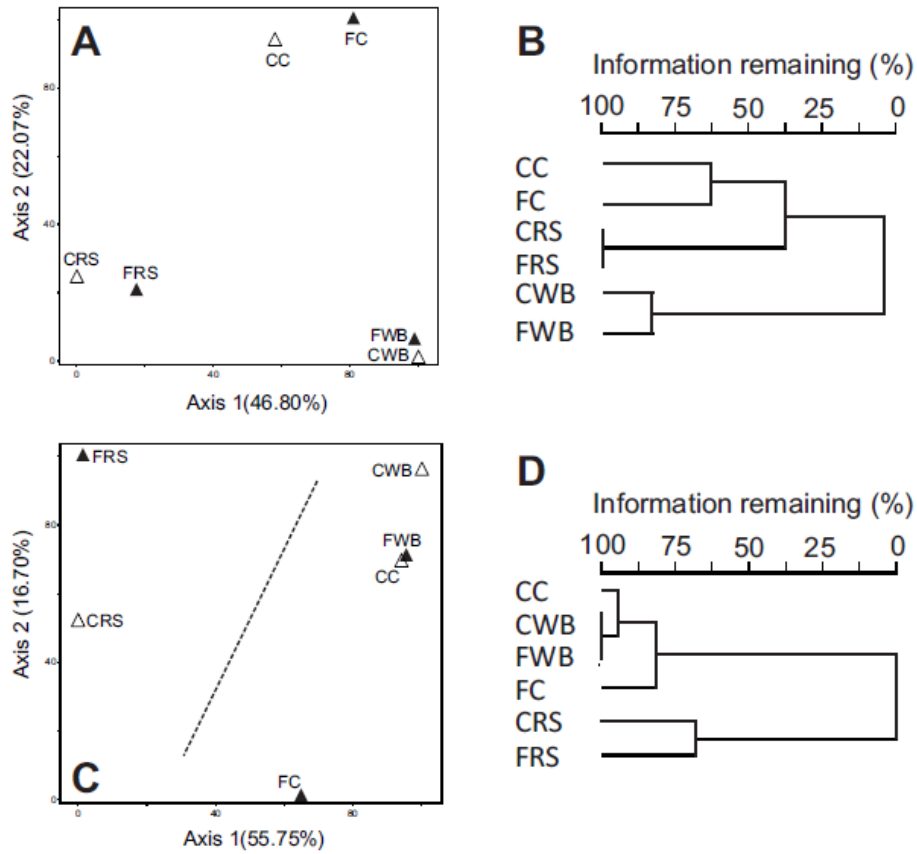 A
CC
FC
CRS
FRS
FWB
CWB
80
40
0
0
40
80
Axis 2 (22.07%)
Axis 1(46.80%)
B
Information remaining (%)
100 75 50 25 0
CC
FC
CRS
FRS
CWB
FWB
C
FRS
CWB
FWB
CC
CRS
FC
80
40
0
0
40
80
Axis 2 (16.70%)
Axis 1(55.75%)
D
Information remaining (%)
100 75 50 25 0
CC
CWB
FWB
FC
CRS
FRS